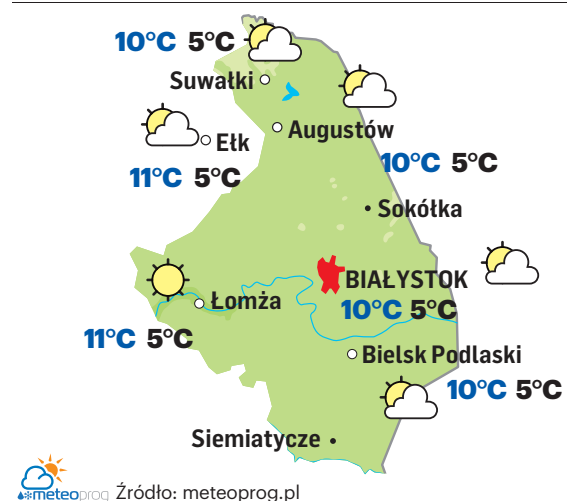 10°C 5°C
Suwałki
Augustów
Ełk
10°C 5°C
11°C 5°C
Sokółka
BIAŁYSTOK
10°C 5°C
Łomża
11°C 5°C
Bielsk Podlaski
10°C 5°C
Siemiatycze
meteoprog Źródło: meteoprog.pl